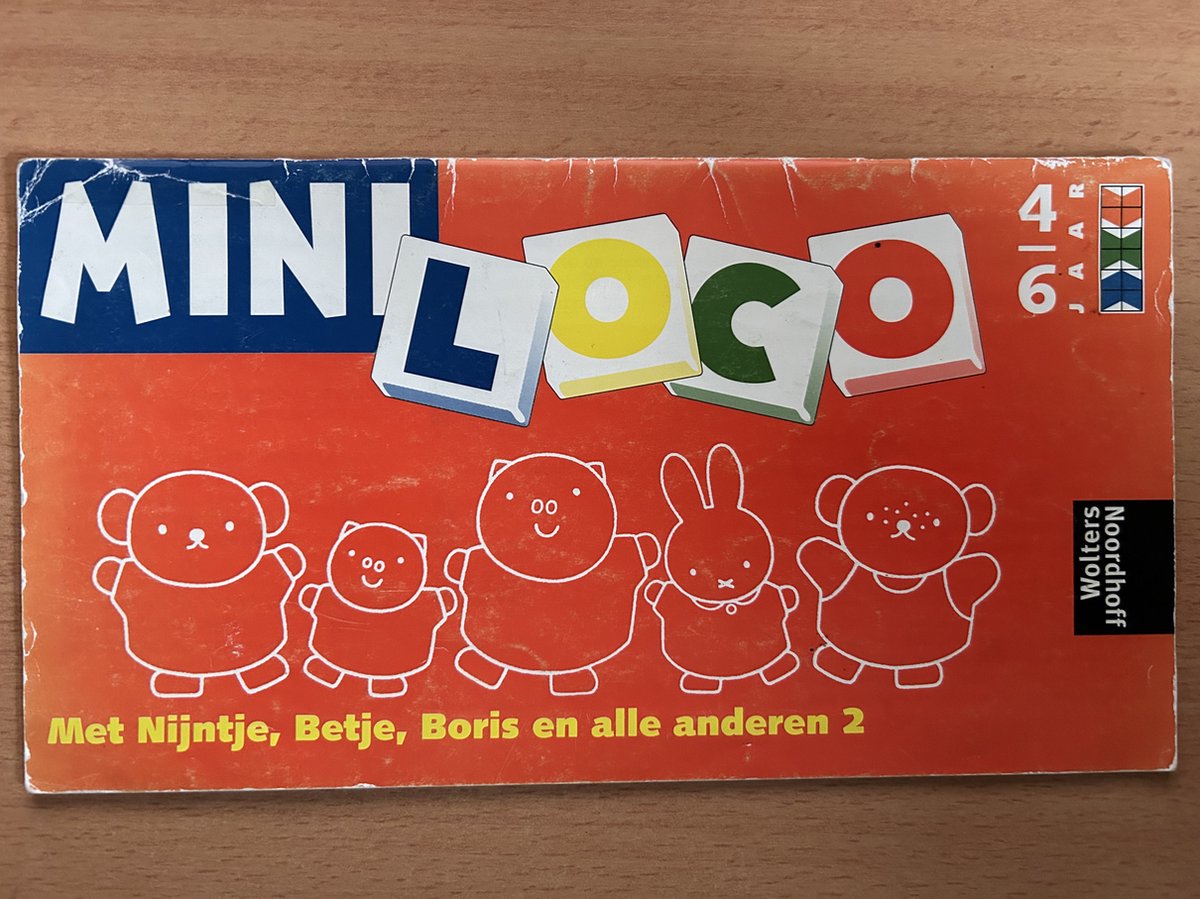 MINI
LOCO
4-6
JAAR
Wolters
Noordhoff
Met Nijntje, Betje, Boris en alle anderen 2